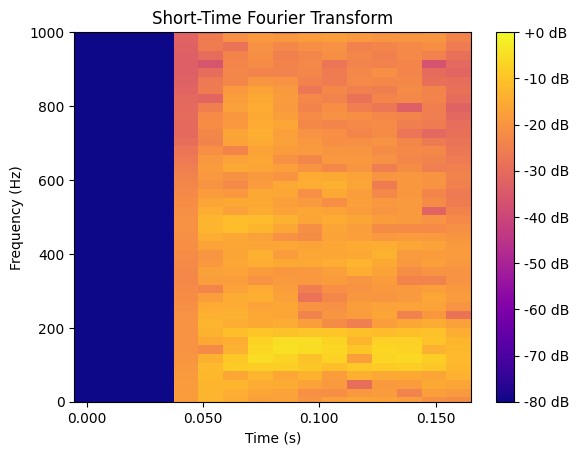 Short-Time Fourier Transform
1000
800
600
400
200
0
Frequency (Hz)
0.000
0.050
0.100
0.150
Time (s)
+0 dB
-10 dB
-20 dB
-30 dB
-40 dB
-50 dB
-60 dB
-70 dB
-80 dB